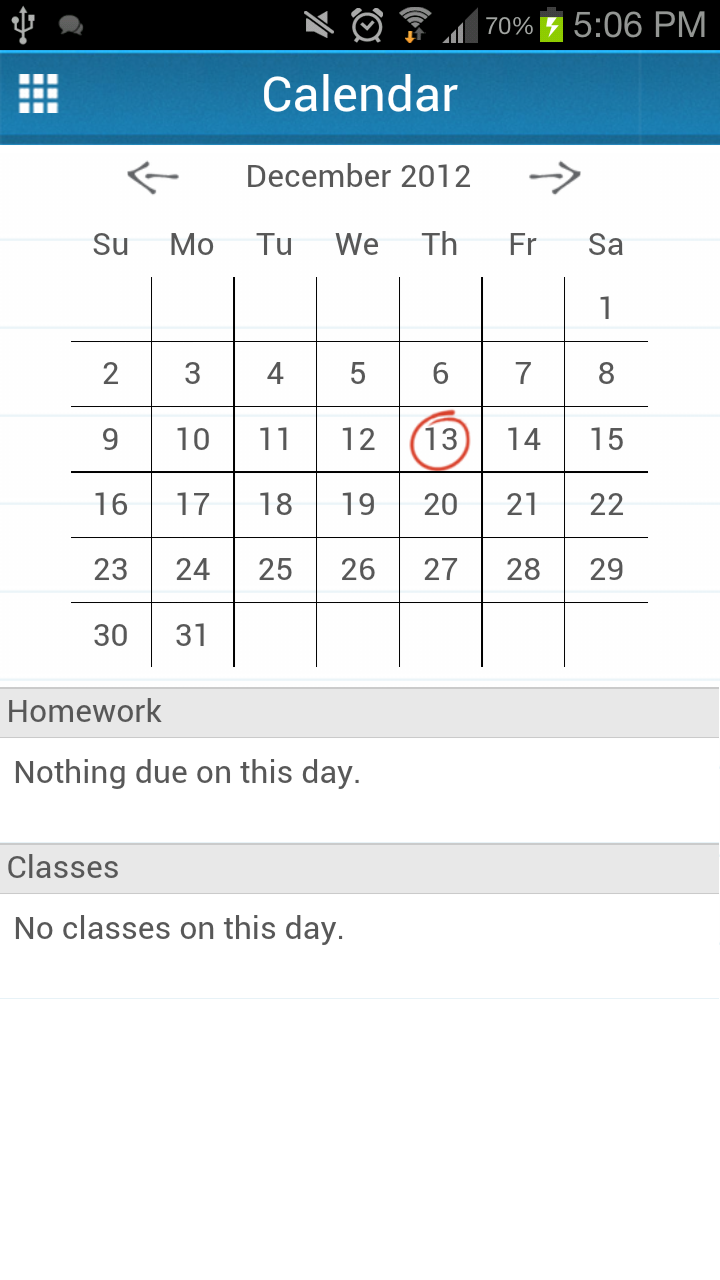 70% 5:06 PM
Calendar
December 2012
Su Mo Tu We Th Fr Sa
1
2 3 4 5 6 7 8
9 10 11 12 13 14 15
16 17 18 19 20 21 22
23 24 25 26 27 28 29
30 31
Homework
Nothing due on this day.
Classes
No classes on this day.